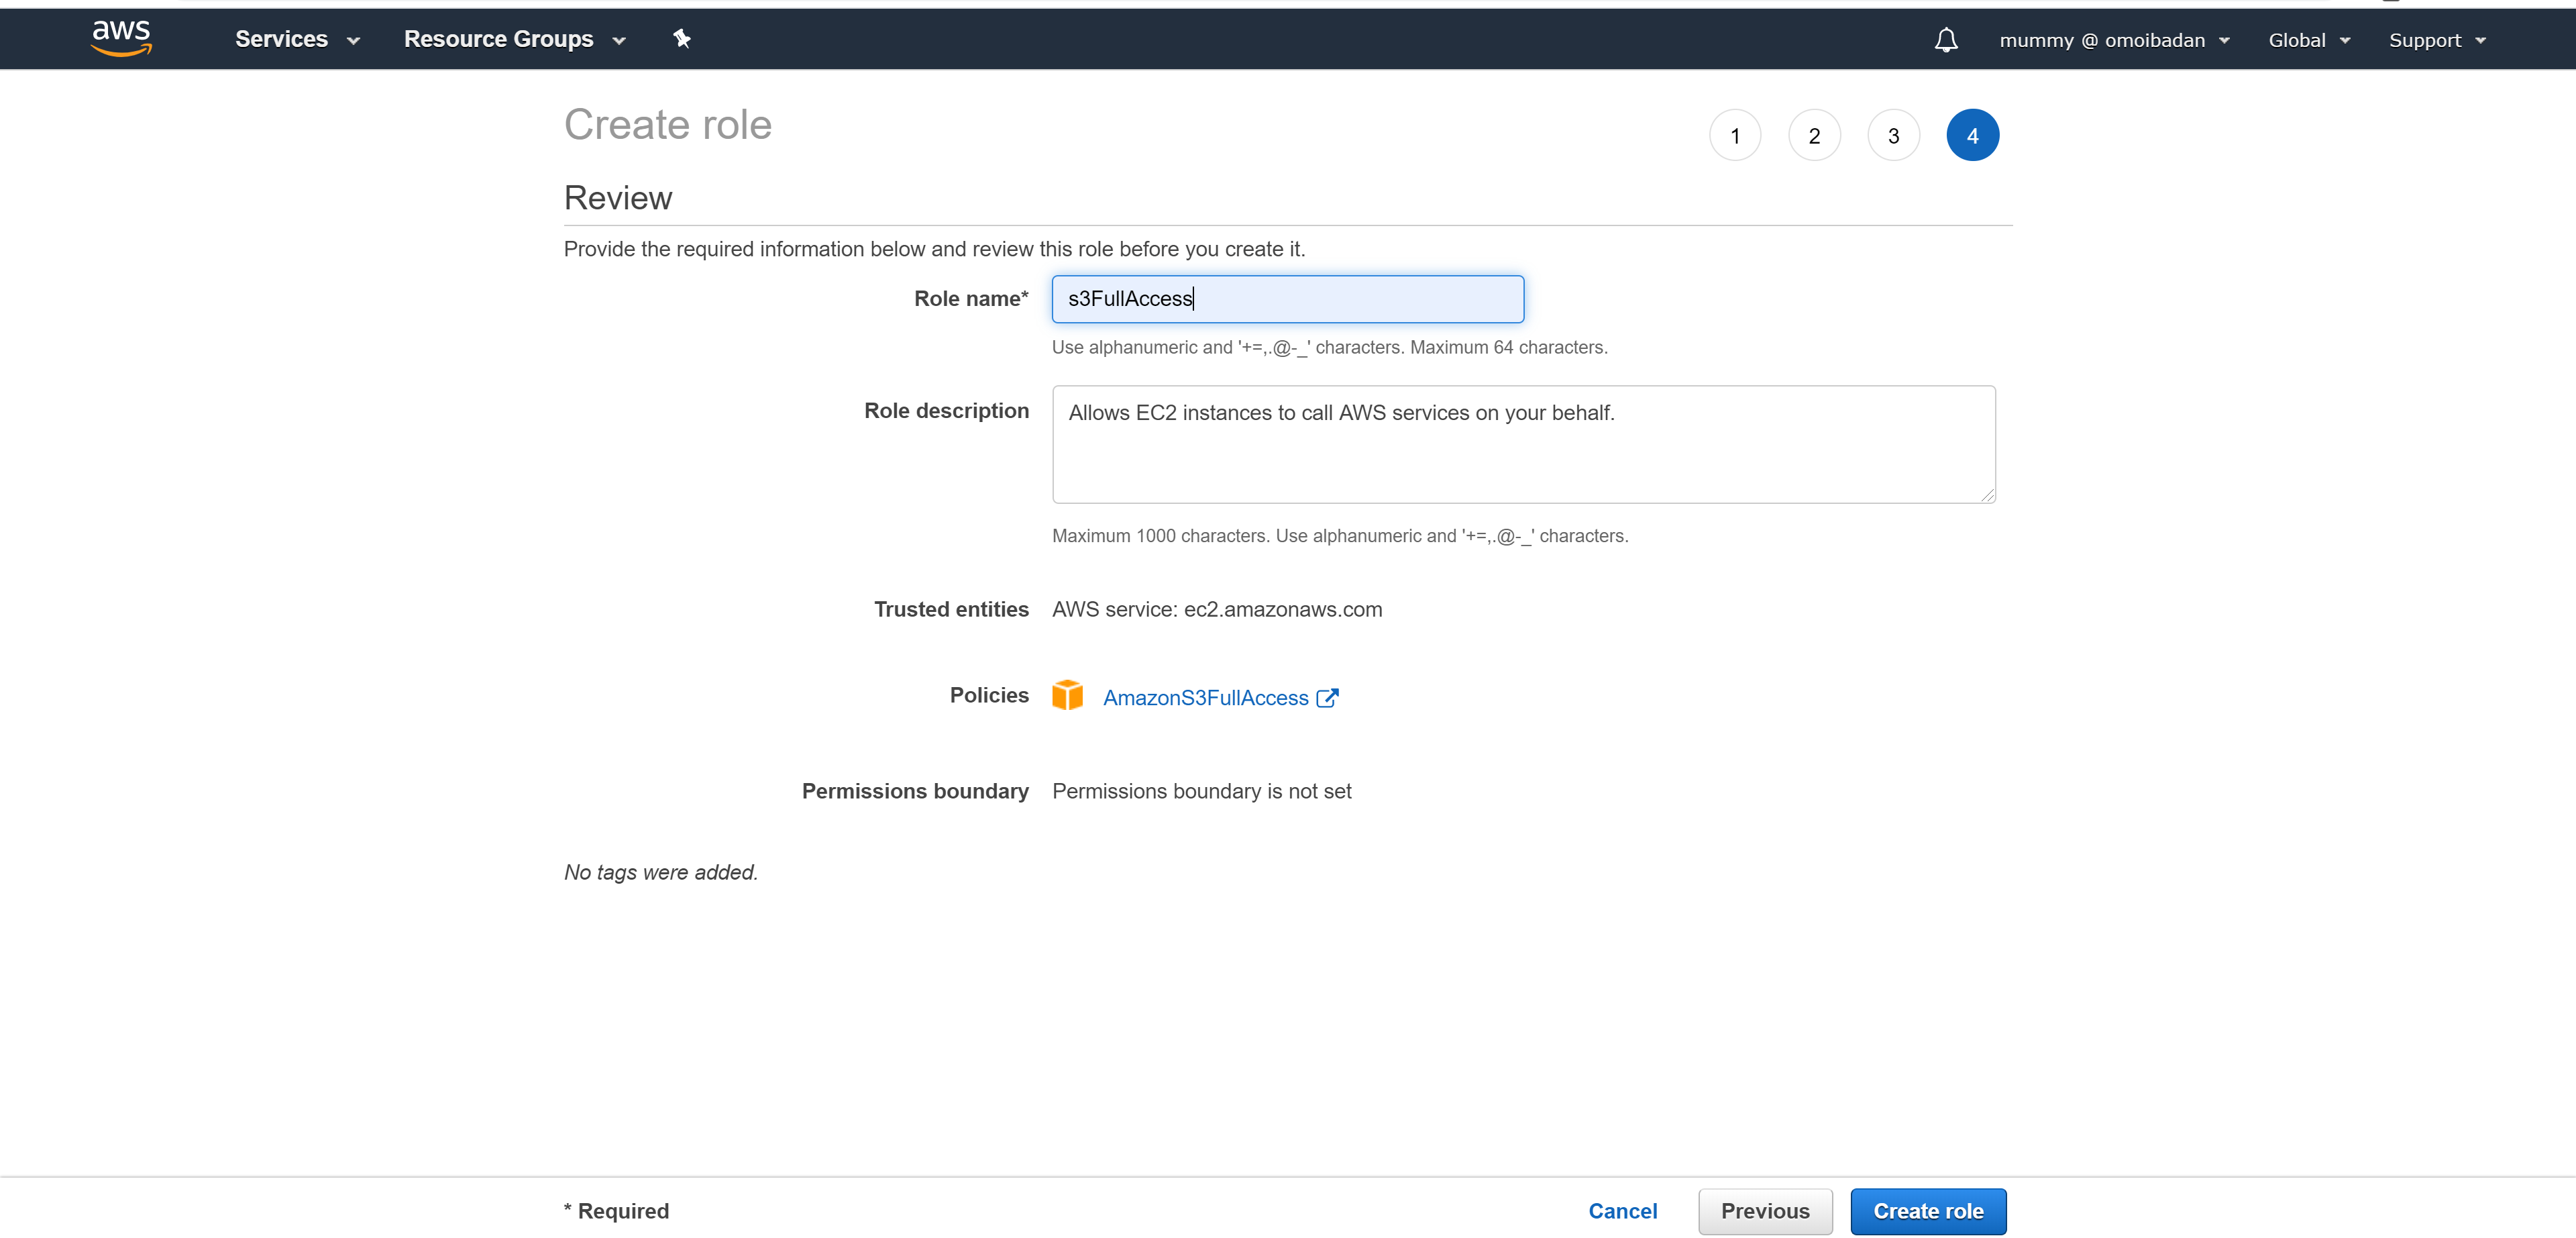 aws Services Resource Groups mummy @ omoibadan Global Support
Create role 1 2 3 4
Review
Provide the required information below and review this role before you create it.
Role name* s3FullAccess
Use alphanumeric and '+=,.@-_' characters. Maximum 64 characters.
Role description Allows EC2 instances to call AWS services on your behalf.
Maximum 1000 characters. Use alphanumeric and '+=,.@-_' characters.
Trusted entities AWS service: ec2.amazonaws.com
Policies AmazonS3FullAccess
Permissions boundary Permissions boundary is not set
No tags were added.
* Required Cancel Previous Create role